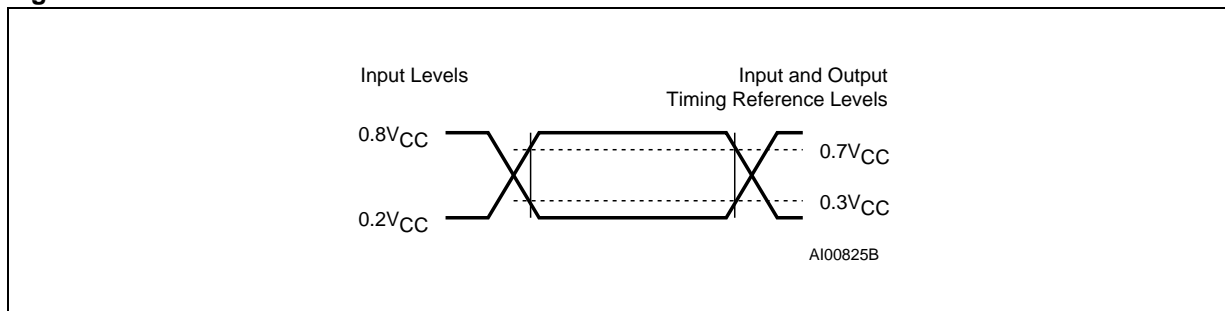 Input Levels
Input and Output
Timing Reference Levels
0.8VCC
0.7VCC
0.3VCC
0.2VCC
AI00825B